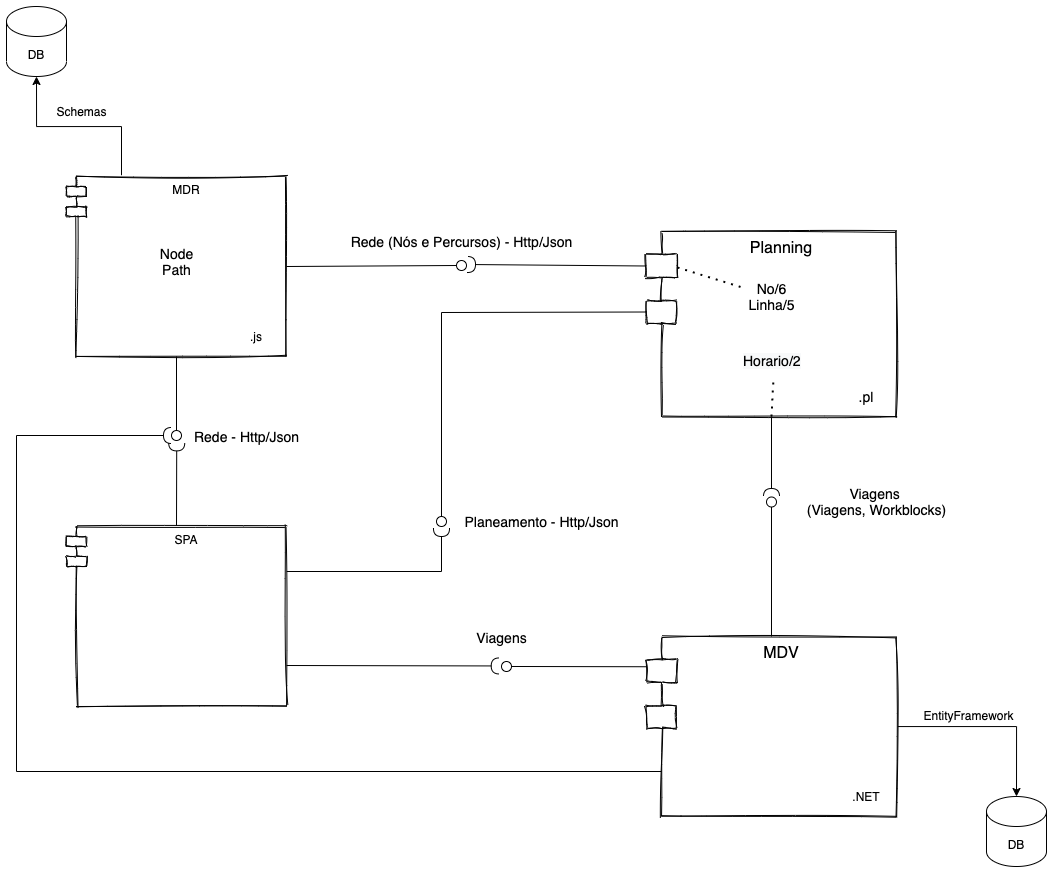 DB
Schemas
MDR
Node
Path
.js
Rede (Nós e Percursos) - Http/Json
Planning
No/6
Linha/5
Horario/2
.pl
Rede - Http/Json
Viagens
(Viagens, Workblocks)
Planeamento - Http/Json
SPA
Viagens
MDV
.NET
EntityFramework
DB